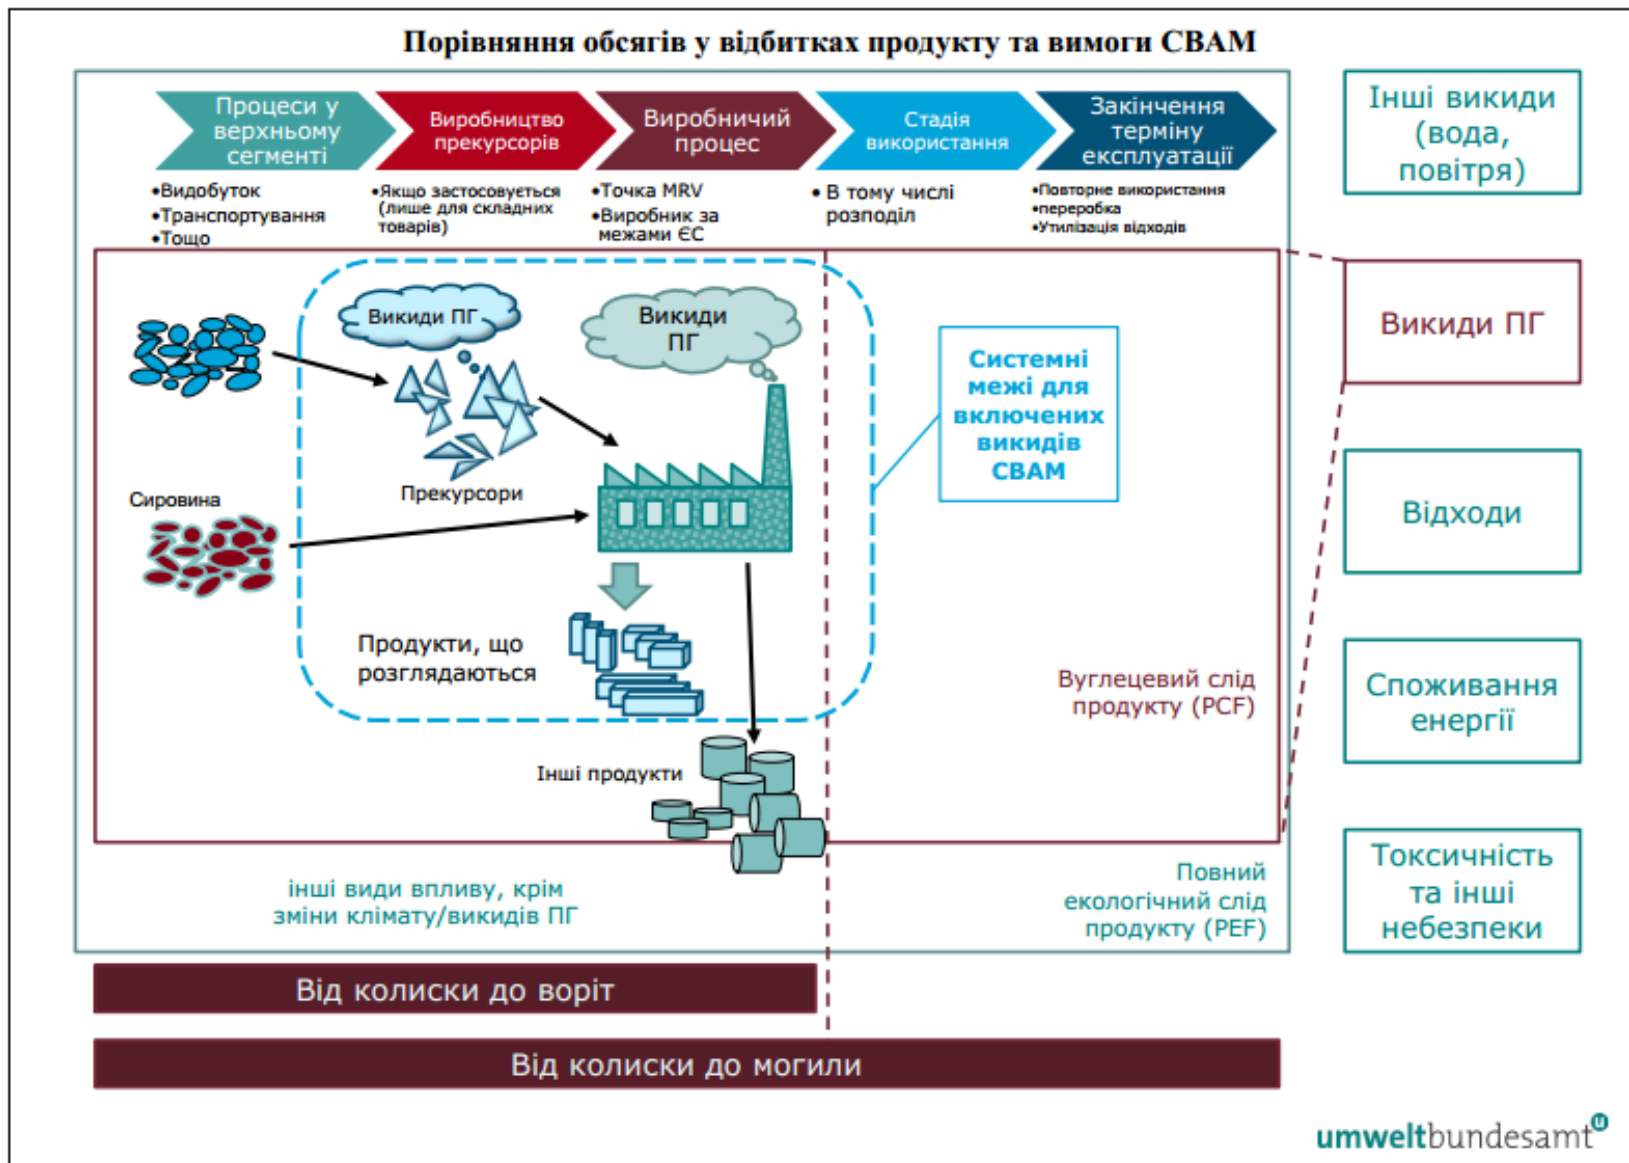 Порівняння обсягів у відбитках продукту та вимоги CBAM
Процеси у
верхньому
сегменті
Виробництво
прекурсорів
Виробничий
процес
Стадія
використання
Закінчення
терміну
експлуатації
•Видобуток
•Транспортування
•Тощо
•Якщо застосовується
(лише для складних
товарів)
•Точка MRV
•Виробник за
межами ЄС
• В тому числі
розподіл
•Повторне використання
•переробка
•Утилізація відходів
Інші викиди
(вода,
повітря)
Викиди ПГ
Відходи
Споживання
енергії
Токсичність
та інші
небезпеки
Викиди ПГ
Викиди
ПГ
Системні
межі для
включених
викидів
CBAM
Прекурсори
Сировина
Продукти, що
розглядаються
Інші продукти
Вуглецевий слід
продукту (PCF)
інші види впливу, крім
зміни клімату/викидів ПГ
Повний
екологічний слід
продукту (PEF)
Від колиски до воріт
Від колиски до могили
umweltbundesamt